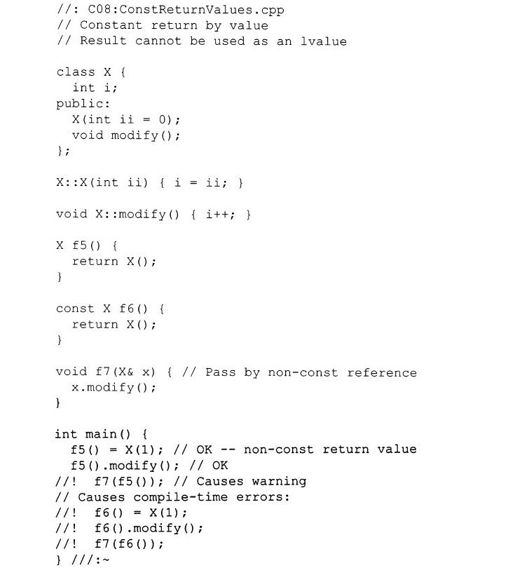 //: C08:ConstReturnValues.cpp
// Constant return by value
// Result cannot be used as an lvalue

class X {
  int i;
public:
  X(int ii = 0);
  void modify();
};

X::X(int ii) { i = ii; }

void X::modify() { i++; }

X f5() {
  return X();
}

const X f6() {
  return X();
}

void f7(X& x) { // Pass by non-const reference
  x.modify();
}

int main() {
  f5() = X(1); // OK -- non-const return value
  f5().modify(); // OK
//!  f7(f5()); // Causes warning
// Causes compile-time errors:
//!  f6() = X(1);
//!  f6().modify();
//!  f7(f6());
} ///:~